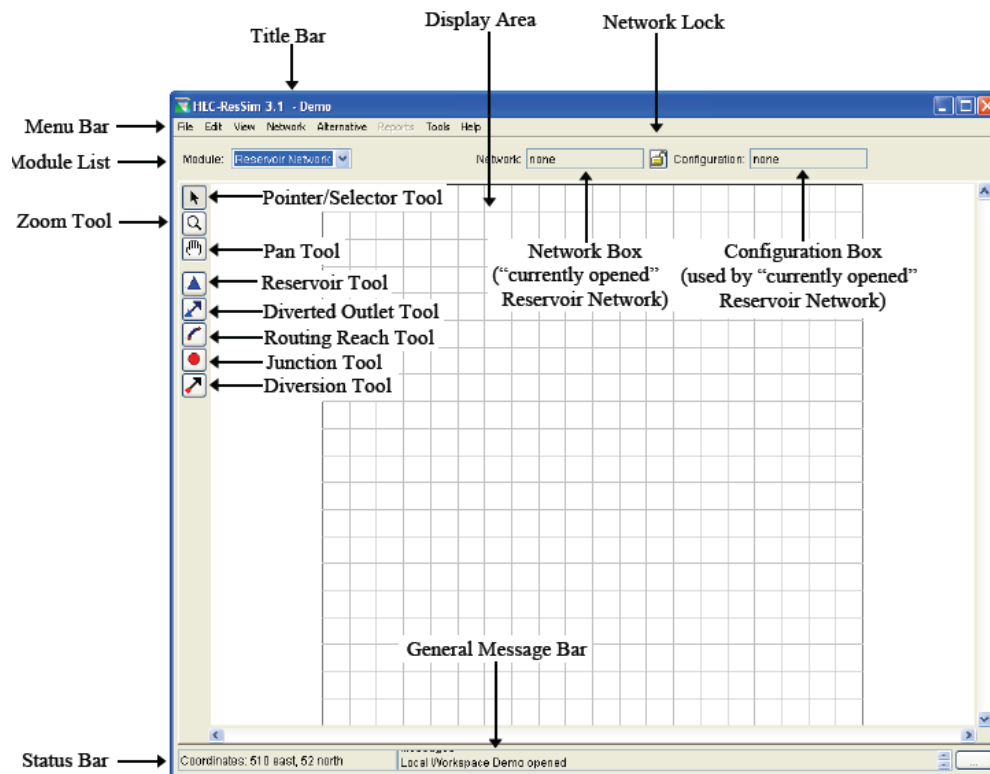 Display Area
Network Lock
Title Bar
HEC-ResSim 3.1 - Demo
Menu Bar
File Edit View Network Alternative Reports Tools Help
Module List
Module: Reservoir Network
Network: none
Configuration: none
Pointer/Selector Tool
Zoom Tool
Pan Tool
Network Box
("currently opened"
Reservoir Network)
Configuration Box
(used by "currently opened"
Reservoir Network)
Reservoir Tool
Diverted Outlet Tool
Routing Reach Tool
Junction Tool
Diversion Tool
General Message Bar
Status Bar
Coordinates: 510 east, 52 north
Messages
Local Workspace Demo opened
...